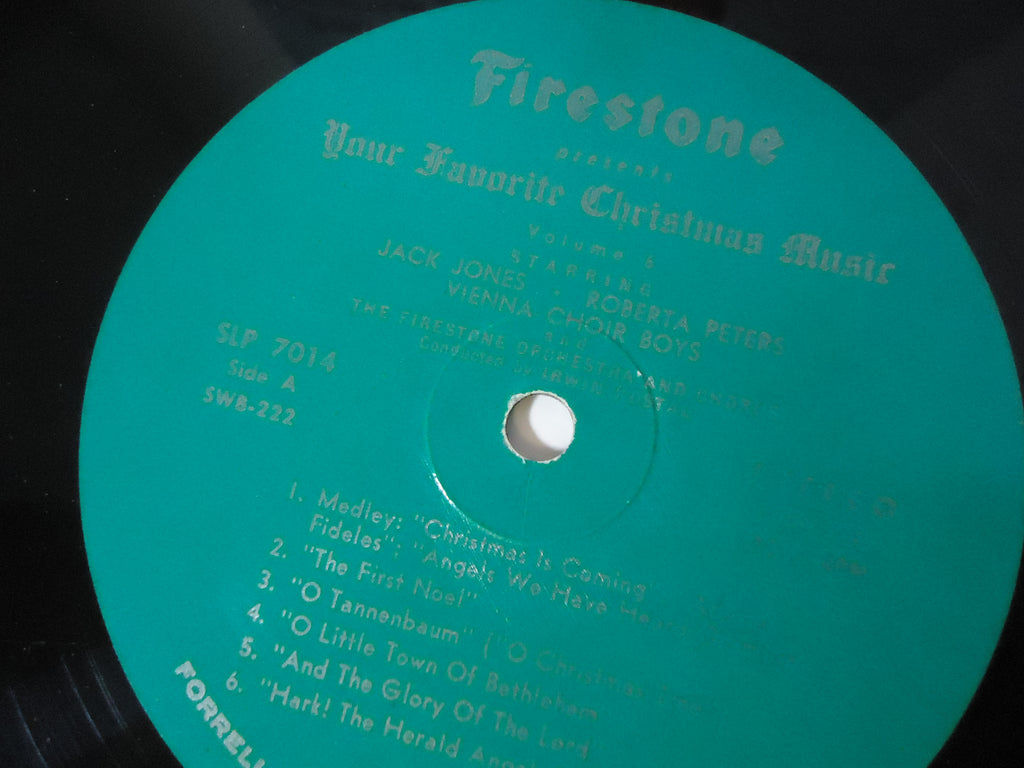 Firestone
presents
Your Favorite Christmas Music
Volume 6
STARRING
JACK JONES • ROBERTA PETERS
VIENNA CHOIR BOYS
and
THE FIRESTONE ORCHESTRA AND CHORUS
Conducted by IRWIN KOSTAL
SLP 7014
Side A
SWB-222
1. Medley: "Christmas Is Coming"
Fideles"; "Angels We Have Heard
2. "The First Noel"
3. "O Tannenbaum" ("O Christmas Tree"
4. "O Little Town Of Bethlehem
5. "And The Glory Of The Lord"
6. "Hark! The Herald Ange
FORRELL